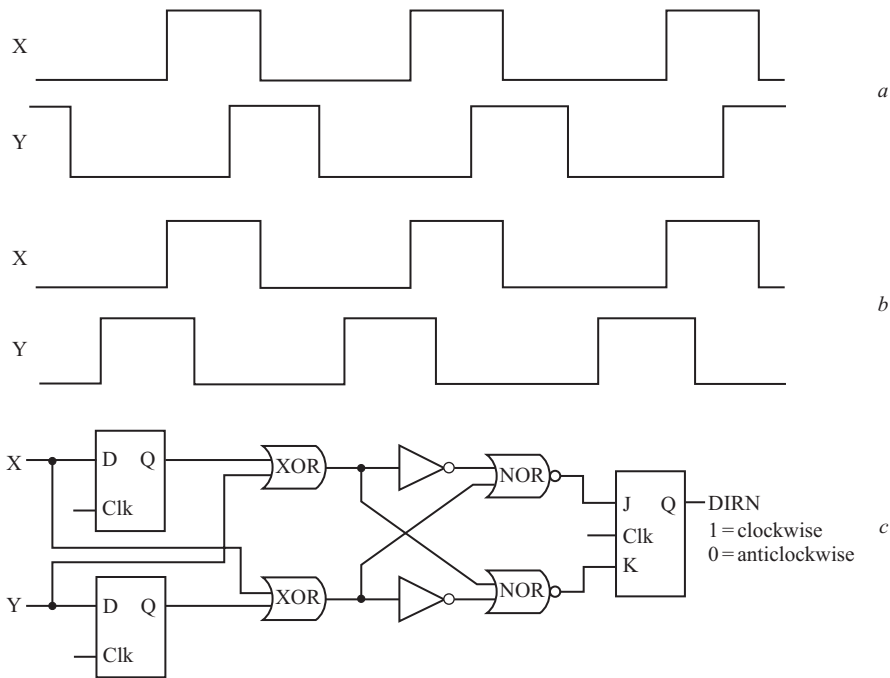 X
a
Y
X
b
Y
X
D Q
XOR
NOR
Clk
J Q
DIRN
1 = clockwise
Clk
c
0 = anticlockwise
K
Y
D Q
XOR
NOR
Clk